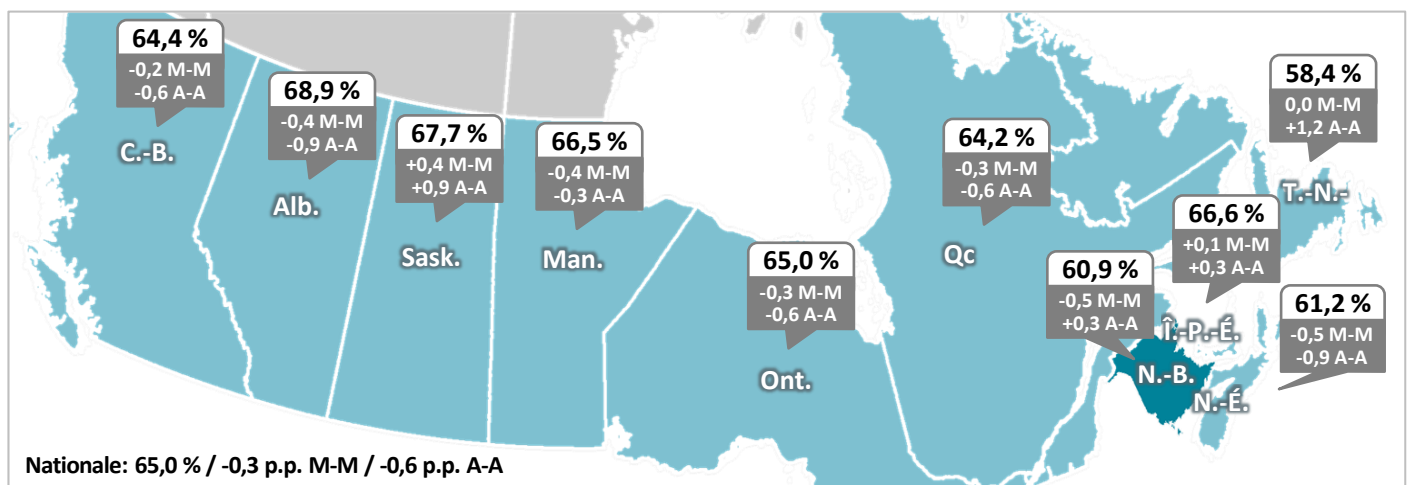 64,4 %
-0,2 M-M
-0,6 A-A
C.-B.
68,9 %
-0,4 M-M
-0,9 A-A
Alb.
67,7 %
+0,4 M-M
+0,9 A-A
Sask.
66,5 %
-0,4 M-M
-0,3 A-A
Man.
65,0 %
-0,3 M-M
-0,6 A-A
Ont.
64,2 %
-0,3 M-M
-0,6 A-A
Qc
60,9 %
-0,5 M-M
+0,3 A-A
N.-B.
66,6 %
+0,1 M-M
+0,3 A-A
Î.-P.-É.
58,4 %
0,0 M-M
+1,2 A-A
T.-N.-
61,2 %
-0,5 M-M
-0,9 A-A
N.-É.
Nationale: 65,0 % / -0,3 p.p. M-M / -0,6 p.p. A-A